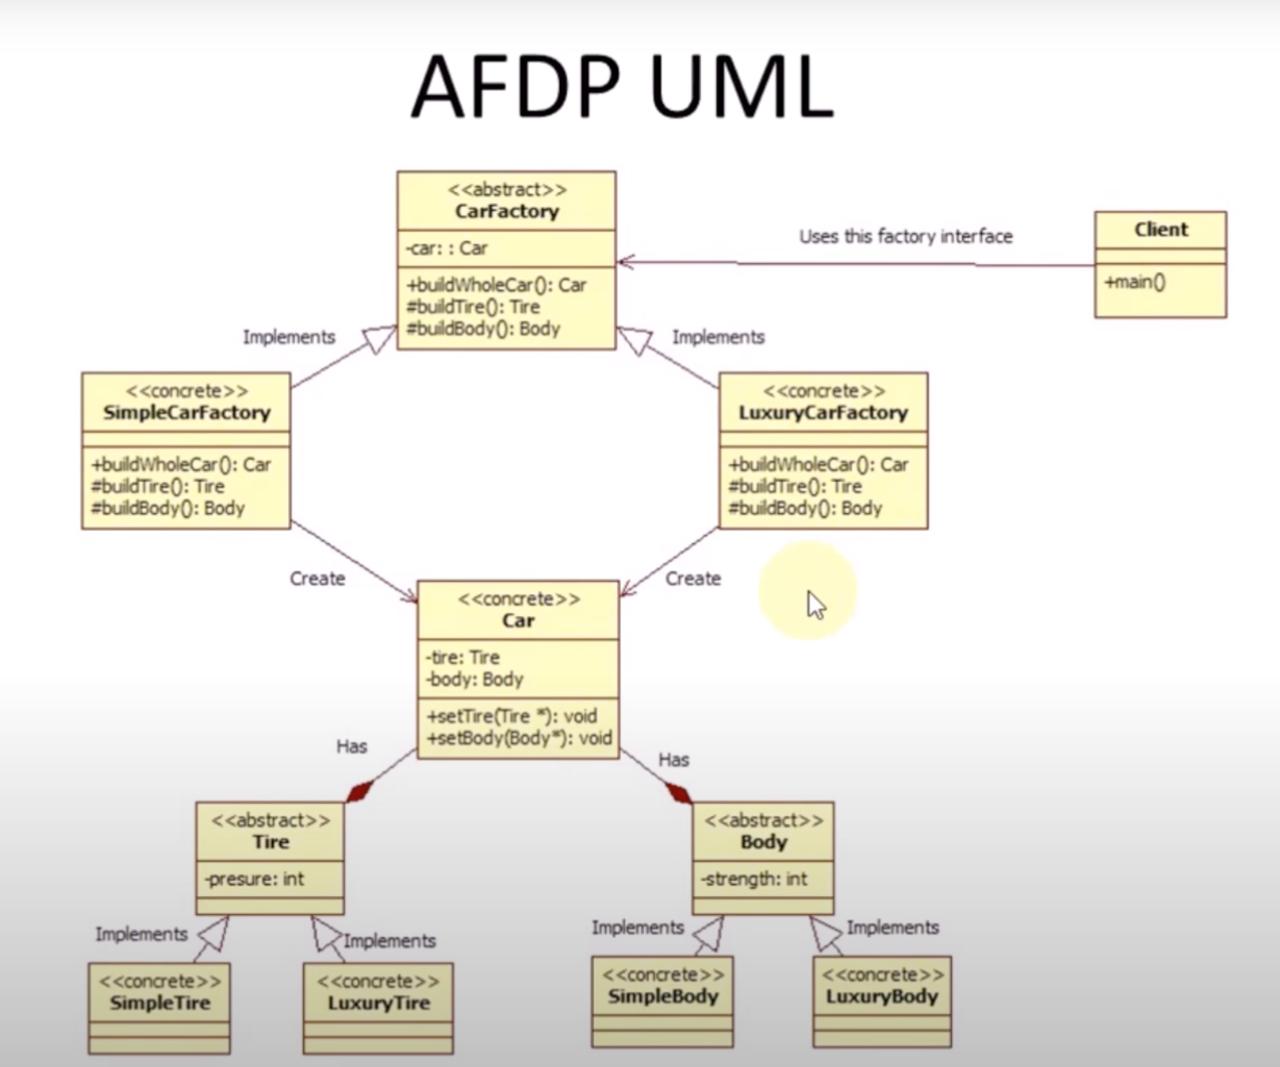 AFDP UML
<<abstract>>
CarFactory
-car: : Car
+buildWholeCar(): Car
#buildTire(): Tire
#buildBody(): Body
Uses this factory interface
Client
+main()
Implements
Implements
<<concrete>>
SimpleCarFactory
+buildWholeCar(): Car
#buildTire(): Tire
#buildBody(): Body
<<concrete>>
LuxuryCarFactory
+buildWholeCar(): Car
#buildTire(): Tire
#buildBody(): Body
Create
Create
<<concrete>>
Car
-tire: Tire
-body: Body
+setTire(Tire *): void
+setBody(Body*): void
Has
Has
<<abstract>>
Tire
-presure: int
<<abstract>>
Body
-strength: int
Implements
Implements
Implements
Implements
<<concrete>>
SimpleTire
<<concrete>>
LuxuryTire
<<concrete>>
SimpleBody
<<concrete>>
LuxuryBody